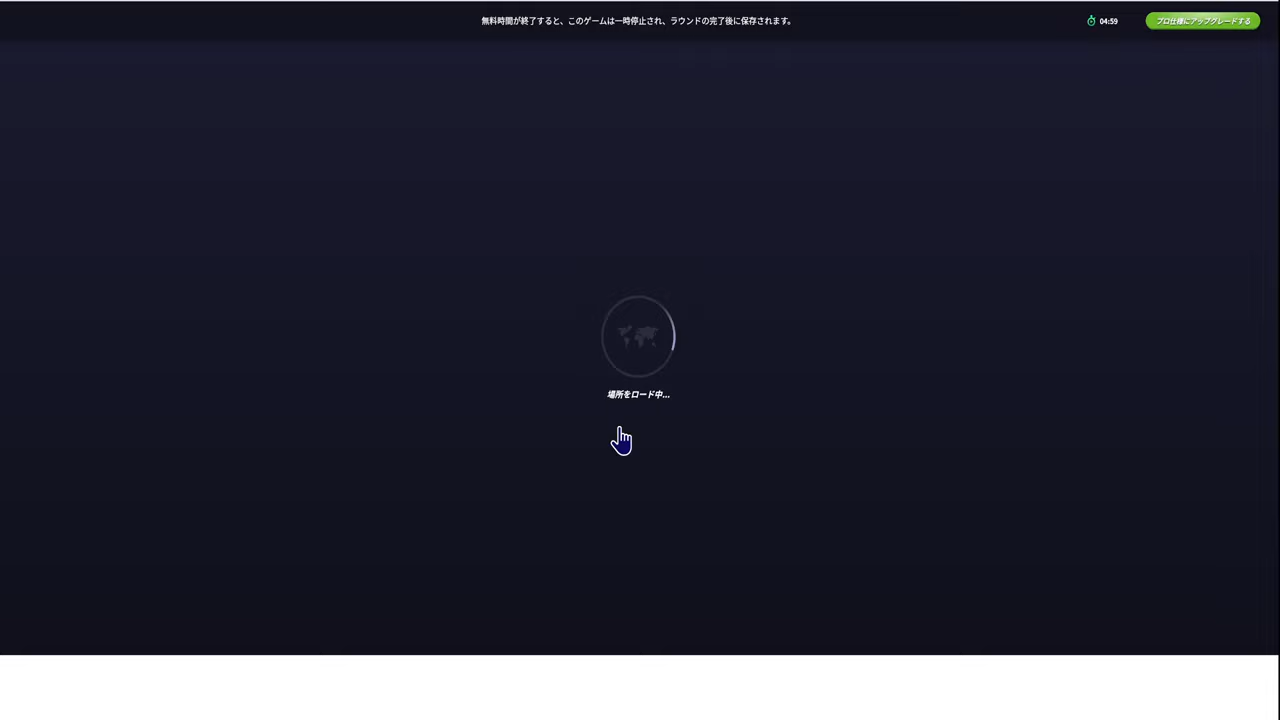 無料時間が終了すると、このゲームは一時停止され、ラウンドの完了後に保存されます。
04:59
プロ仕様にアップグレードする
場所をロード中...